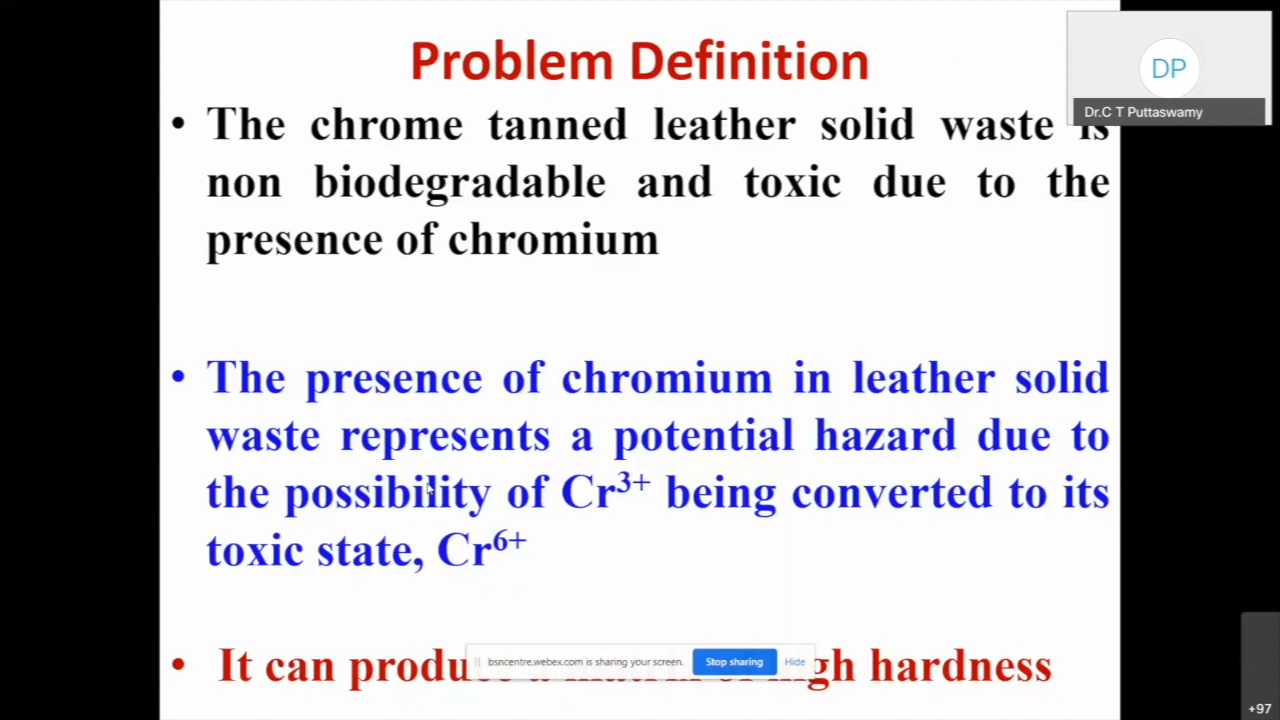 Problem Definition
DP
Dr.C T Puttaswamy
• The chrome tanned leather solid waste is
non biodegradable and toxic due to the
presence of chromium
• The presence of chromium in leather solid
waste represents a potential hazard due to
the possibility of Cr³⁺ being converted to its
toxic state, Cr⁶⁺
• It can produce a matrix of high hardness
bsncentre.webex.com is sharing your screen. Stop sharing Hide
+97